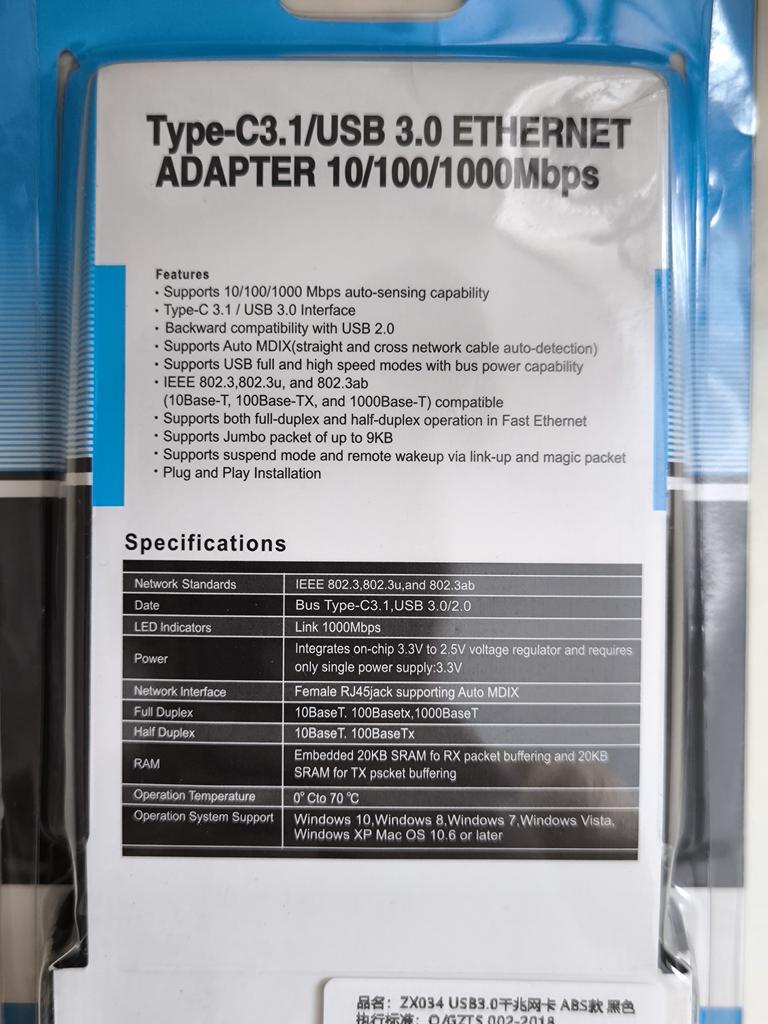 Type-C3.1/USB 3.0 ETHERNET
ADAPTER 10/100/1000Mbps
Features
· Supports 10/100/1000 Mbps auto-sensing capability
· Type-C 3.1 / USB 3.0 Interface
· Backward compatibility with USB 2.0
· Supports Auto MDIX(straight and cross network cable auto-detection)
· Supports USB full and high speed modes with bus power capability
· IEEE 802.3,802.3u, and 802.3ab
(10Base-T, 100Base-TX, and 1000Base-T) compatible
· Supports both full-duplex and half-duplex operation in Fast Ethernet
· Supports Jumbo packet of up to 9KB
· Supports suspend mode and remote wakeup via link-up and magic packet
· Plug and Play Installation
Specifications
Network Standards IEEE 802.3,802.3u,and 802.3ab
Date Bus Type-C3.1,USB 3.0/2.0
LED Indicators Link 1000Mbps
Power Integrates on-chip 3.3V to 2.5V voltage regulator and requires
only single power supply:3.3V
Network Interface Female RJ45jack supporting Auto MDIX
Full Duplex 10BaseT. 100Basetx,1000BaseT
Half Duplex 10BaseT. 100BaseTx
RAM Embedded 20KB SRAM fo RX packet buffering and 20KB
SRAM for TX pscket buffering
Operation Temperature 0°Cto 70℃
Operation System Support Windows 10,Windows 8,Windows 7,Windows Vista,
Windows XP Mac OS 10.6 or later
品名：ZX034 USB3.0千兆网卡 ABS款 黑色
执行标准：Q/GZTS 002-2018